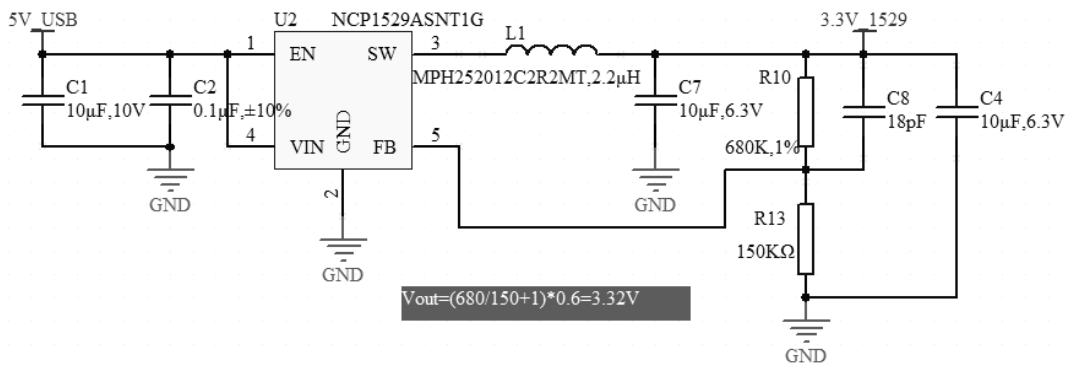 5V_USB
U2
NCP1529ASNT1G
3.3V_1529
1
EN
SW
3
L1
MPH252012C2R2MT,2.2µH
C1
10µF,10V
C2
0.1µF,±10%
C7
10µF,6.3V
R10
680K,1%
C8
18pF
C4
10µF,6.3V
4
VIN
GND
FB
5
2
GND
GND
GND
R13
150KΩ
Vout=(680/150+1)*0.6=3.32V
GND